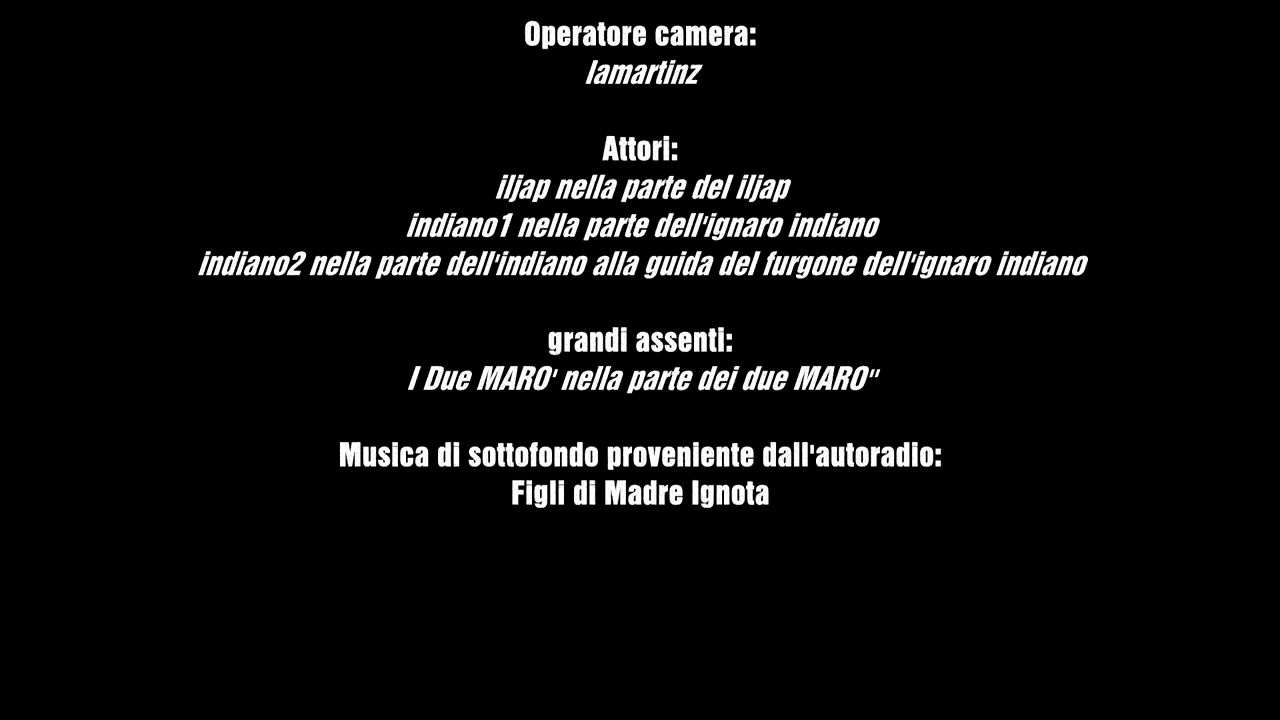 Operatore camera:
lamartinz
Attori:
iljap nella parte del iljap
indiano1 nella parte dell'ignaro indiano
indiano2 nella parte dell'indiano alla guida del furgone dell'ignaro indiano
grandi assenti:
I Due MARO' nella parte dei due MARO"
Musica di sottofondo proveniente dall'autoradio:
Figli di Madre Ignota